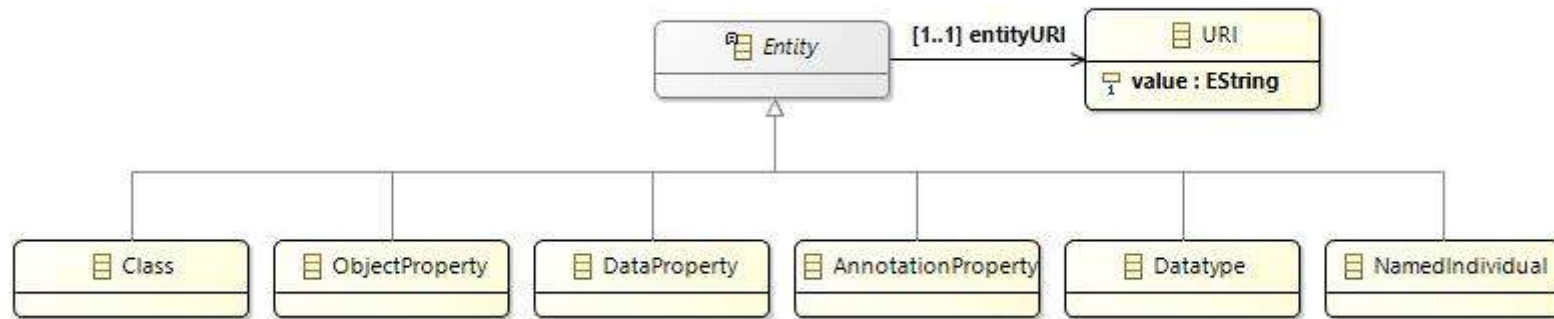 Entity
[1..1] entityURI
URI
value : EString
Class
ObjectProperty
DataProperty
AnnotationProperty
Datatype
NamedIndividual